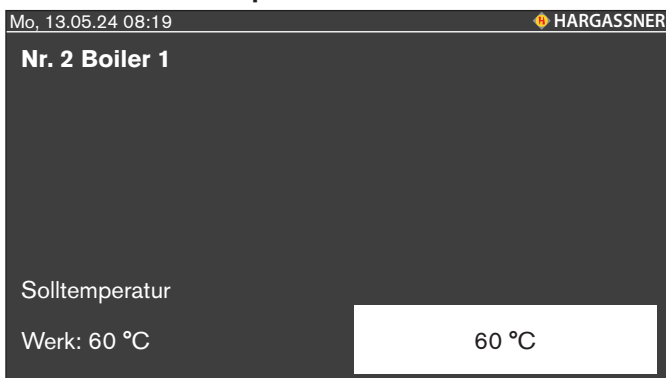 Mo, 13.05.24 08:19 HARGASSNER
Nr. 2 Boiler 1
Solltemperatur
Werk: 60 °C 60 °C